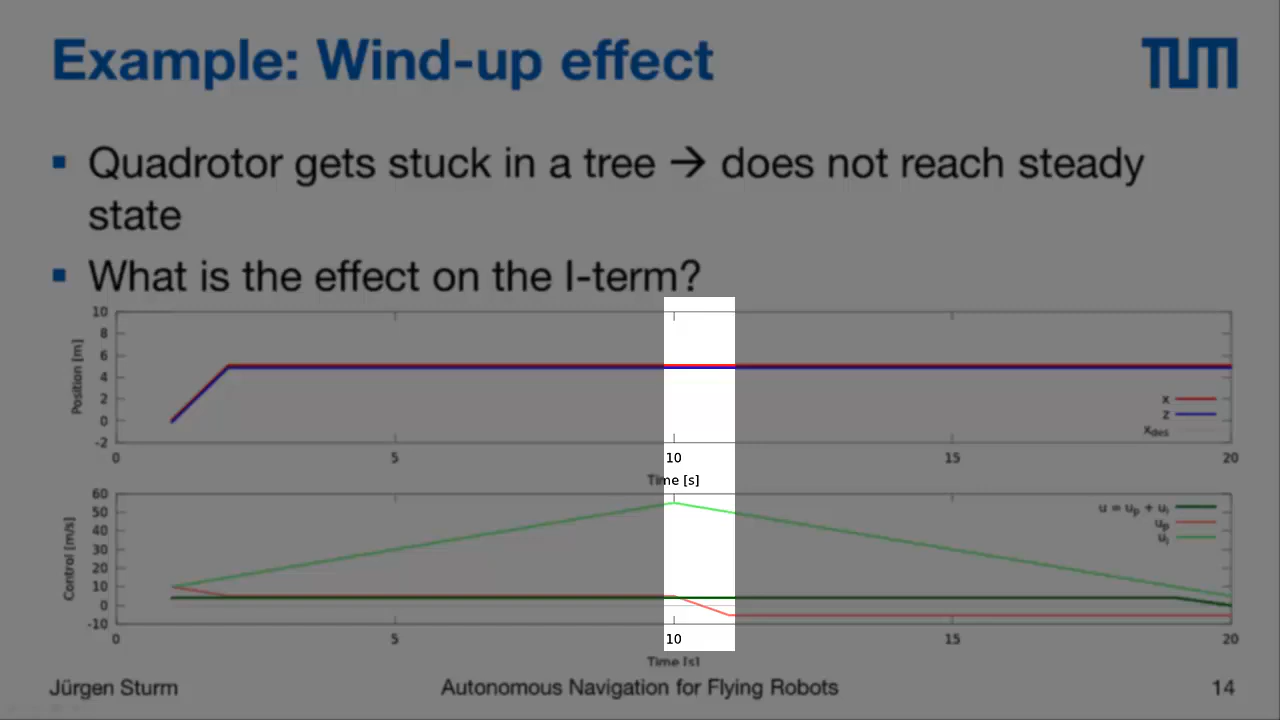 Example: Wind-up effect
TUM
▪ Quadrotor gets stuck in a tree → does not reach steady
state
▪ What is the effect on the I-term?
10
8
6
4
2
0
-2
Position [m]
x
z
x_des
0 5 10 15 20
Time [s]
60
50
40
30
20
10
0
-10
Control [m/s]
u = u_p + u_i
u_p
u_i
0 5 10 15 20
Time [s]
Jürgen Sturm Autonomous Navigation for Flying Robots 14